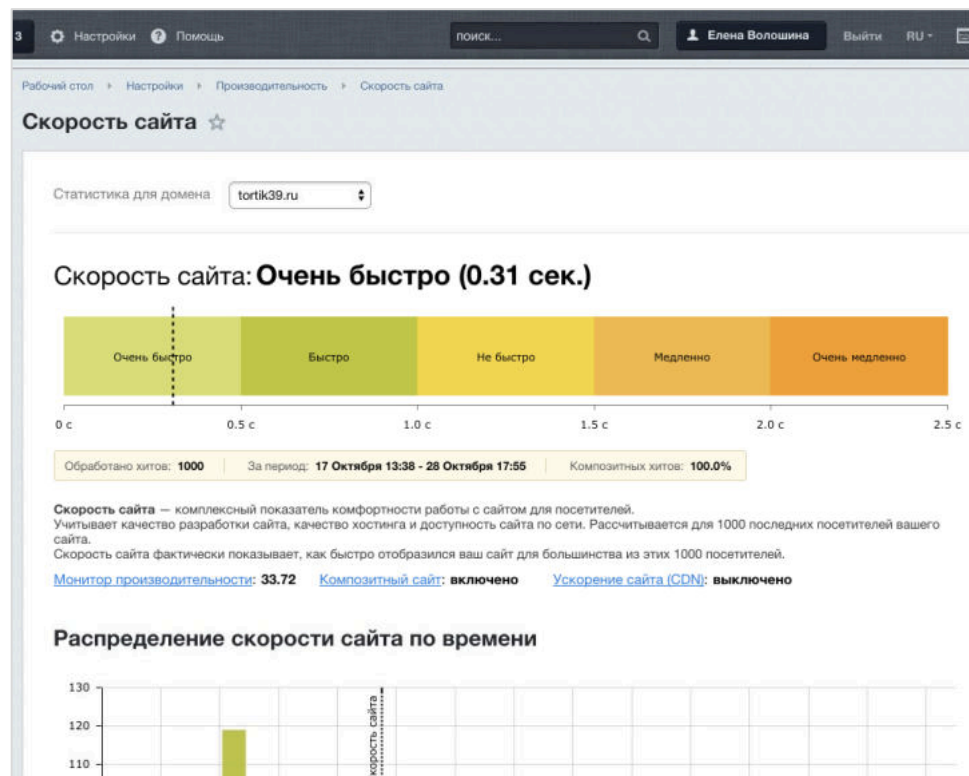 3 Настройки Помощь поиск... Елена Волошина Выйти RU
Рабочий стол Настройки Производительность Скорость сайта
Скорость сайта
Статистика для домена tortik39.ru
Скорость сайта: Очень быстро (0.31 сек.)
Очень быстро Быстро Не быстро Медленно Очень медленно
0 с 0.5 с 1.0 с 1.5 с 2.0 с 2.5 с
Обработано хитов: 1000 За период: 17 Октября 13:38 - 28 Октября 17:55 Композитных хитов: 100.0%
Скорость сайта — комплексный показатель комфортности работы с сайтом для посетителей.
Учитывает качество разработки сайта, качество хостинга и доступность сайта по сети. Рассчитывается для 1000 последних посетителей вашего
сайта.
Скорость сайта фактически показывает, как быстро отобразился ваш сайт для большинства из этих 1000 посетителей.
Монитор производительности: 33.72 Композитный сайт: включено Ускорение сайта (CDN): выключено
Распределение скорости сайта по времени
130
120
110
сайта